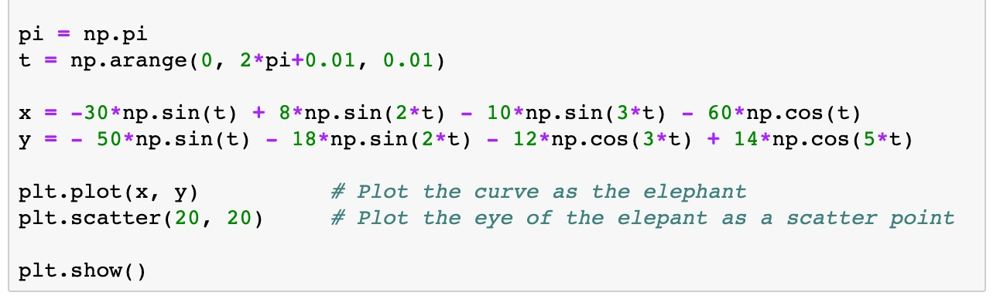 pi = np.pi
t = np.arange(0, 2*pi+0.01, 0.01)
x = -30*np.sin(t) + 8*np.sin(2*t) - 10*np.sin(3*t) - 60*np.cos(t)
y = - 50*np.sin(t) - 18*np.sin(2*t) - 12*np.cos(3*t) + 14*np.cos(5*t)
plt.plot(x, y)          # Plot the curve as the elephant
plt.scatter(20, 20)     # Plot the eye of the elepant as a scatter point
plt.show()